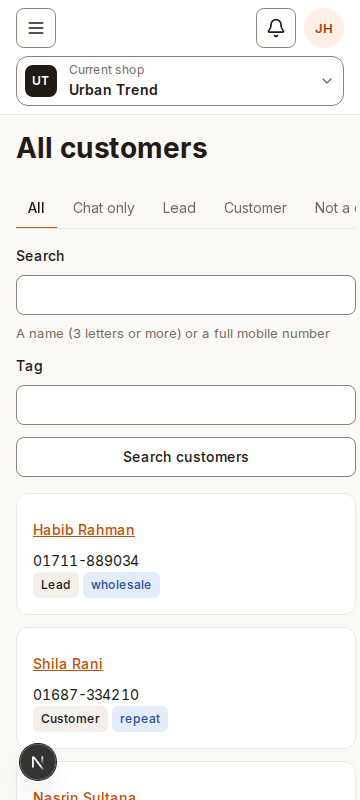 JH
UT
Current shop
Urban Trend
All customers
All Chat only Lead Customer Not a
Search
A name (3 letters or more) or a full mobile number
Tag
Search customers
Habib Rahman
01711-889034
Lead wholesale
Shila Rani
01687-334210
Customer repeat
N
Nasrin Sultana